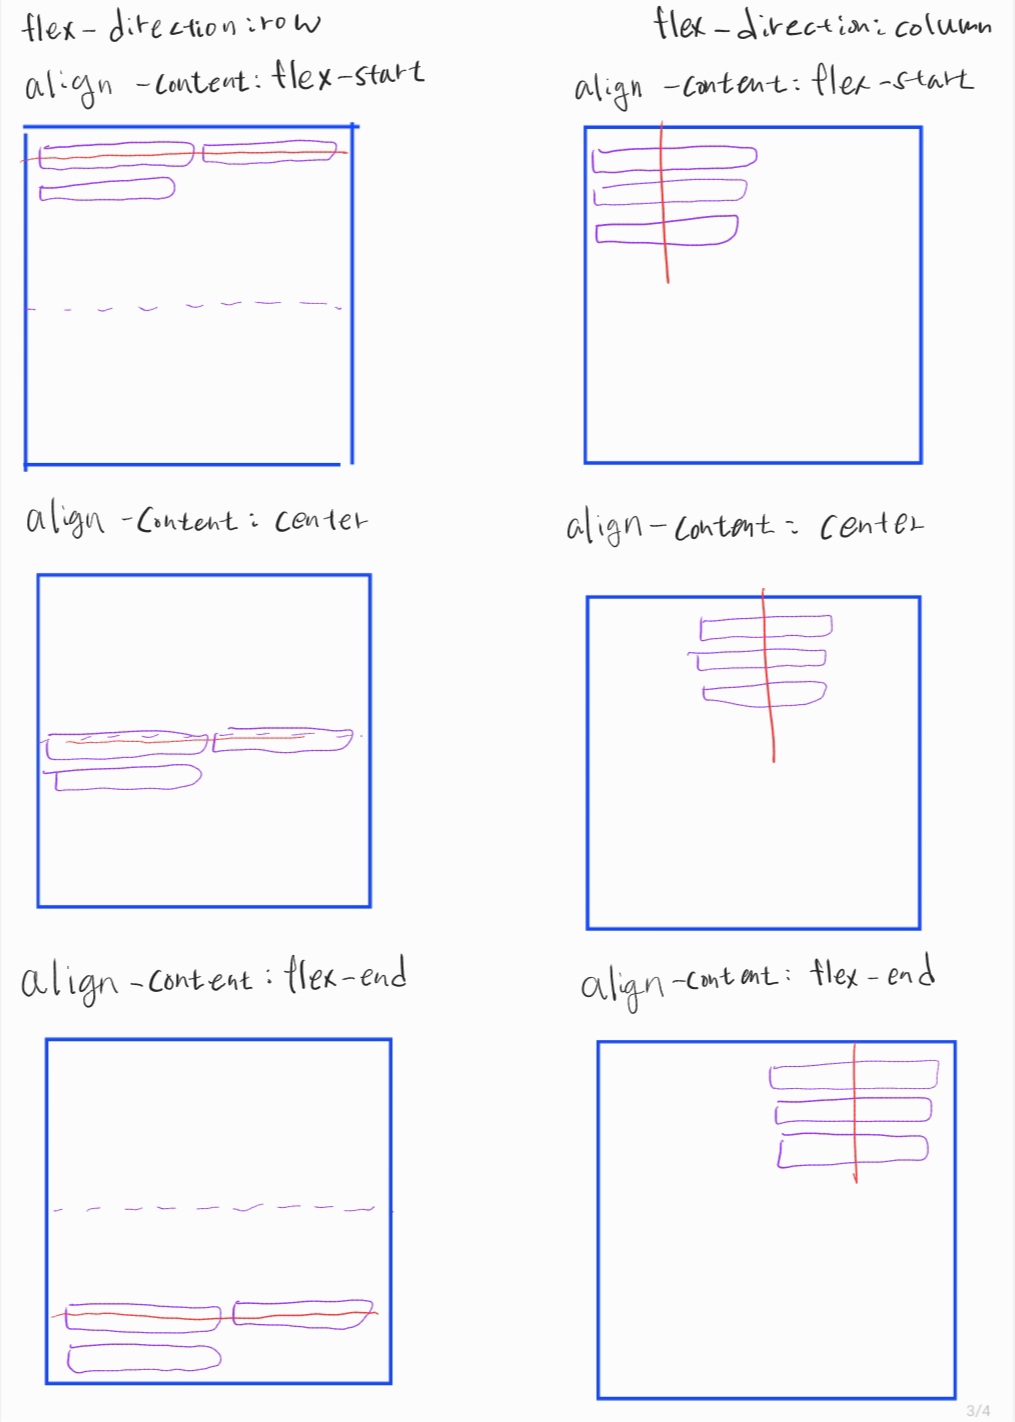 flex-direction:row
align-content: flex-start
align-content: center
align-content: flex-end
flex-direction: column
align-content: flex-start
align-content: center
align-content: flex-end
3/4